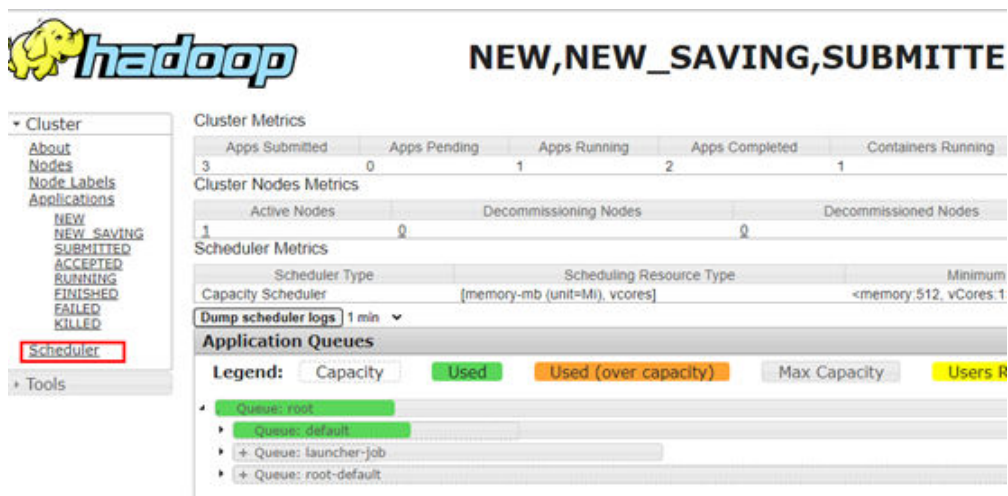 hadoop
NEW,NEW_SAVING,SUBMITTE
Cluster
About
Nodes
Node Labels
Applications
NEW
NEW_SAVING
SUBMITTED
ACCEPTED
RUNNING
FINISHED
FAILED
KILLED
Scheduler
Tools
Cluster Metrics
Apps Submitted Apps Pending Apps Running Apps Completed Containers Running
3 0 1 2 1
Cluster Nodes Metrics
Active Nodes Decommissioning Nodes Decommissioned Nodes
1 0 0
Scheduler Metrics
Scheduler Type Scheduling Resource Type Minimum
Capacity Scheduler [memory-mb (unit=Mi), vcores] <memory:512, vCores:1
Dump scheduler logs 1 min
Application Queues
Legend: Capacity Used Used (over capacity) Max Capacity Users R
Queue: root
Queue: default
+ Queue: launcher-job
+ Queue: root-default